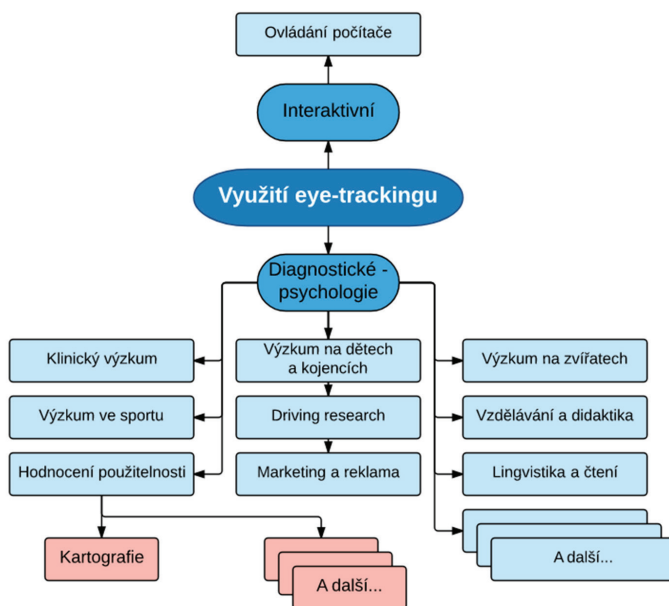 Ovládání počítače
Interaktivní
Využití eye-trackingu
Diagnostické -
psychologie
Klinický výzkum
Výzkum na dětech
a kojencích
Výzkum na zvířatech
Výzkum ve sportu
Driving research
Vzdělávání a didaktika
Hodnocení použitelnosti
Marketing a reklama
Lingvistika a čtení
Kartografie
A další...
A další...